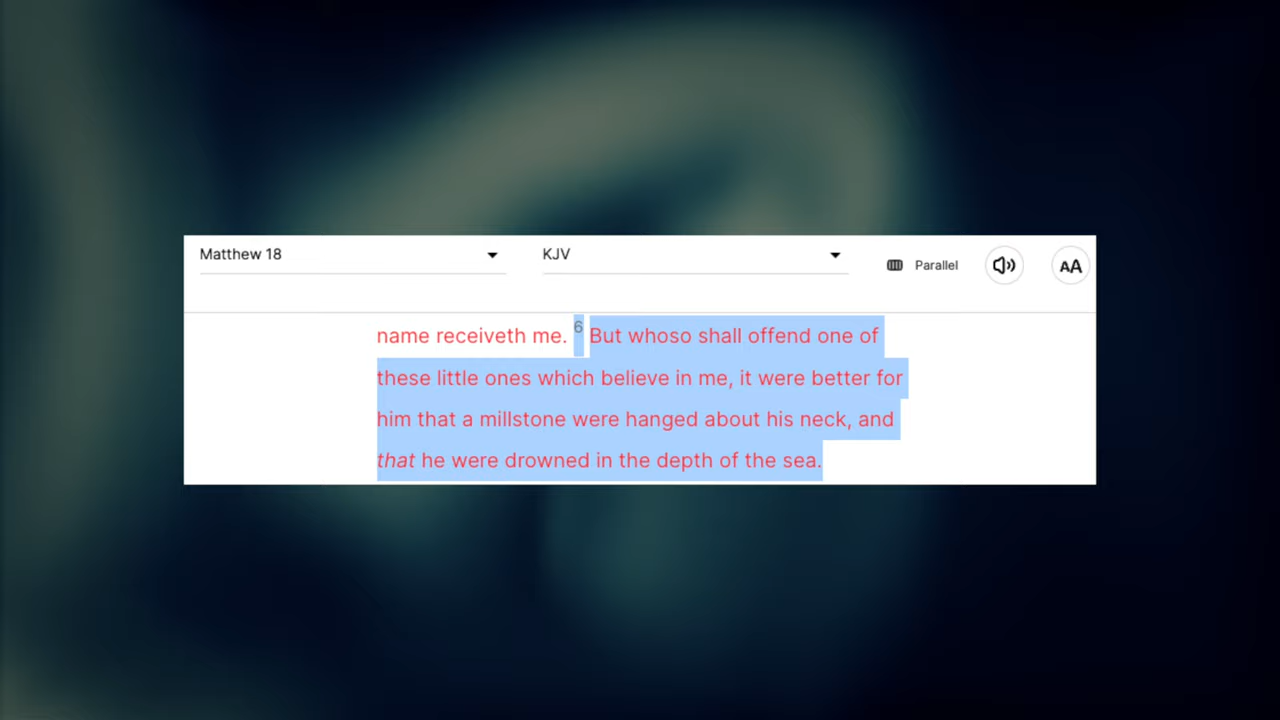 Matthew 18
KJV
Parallel
AA
name receiveth me. 6 But whoso shall offend one of
these little ones which believe in me, it were better for
him that a millstone were hanged about his neck, and
that he were drowned in the depth of the sea.